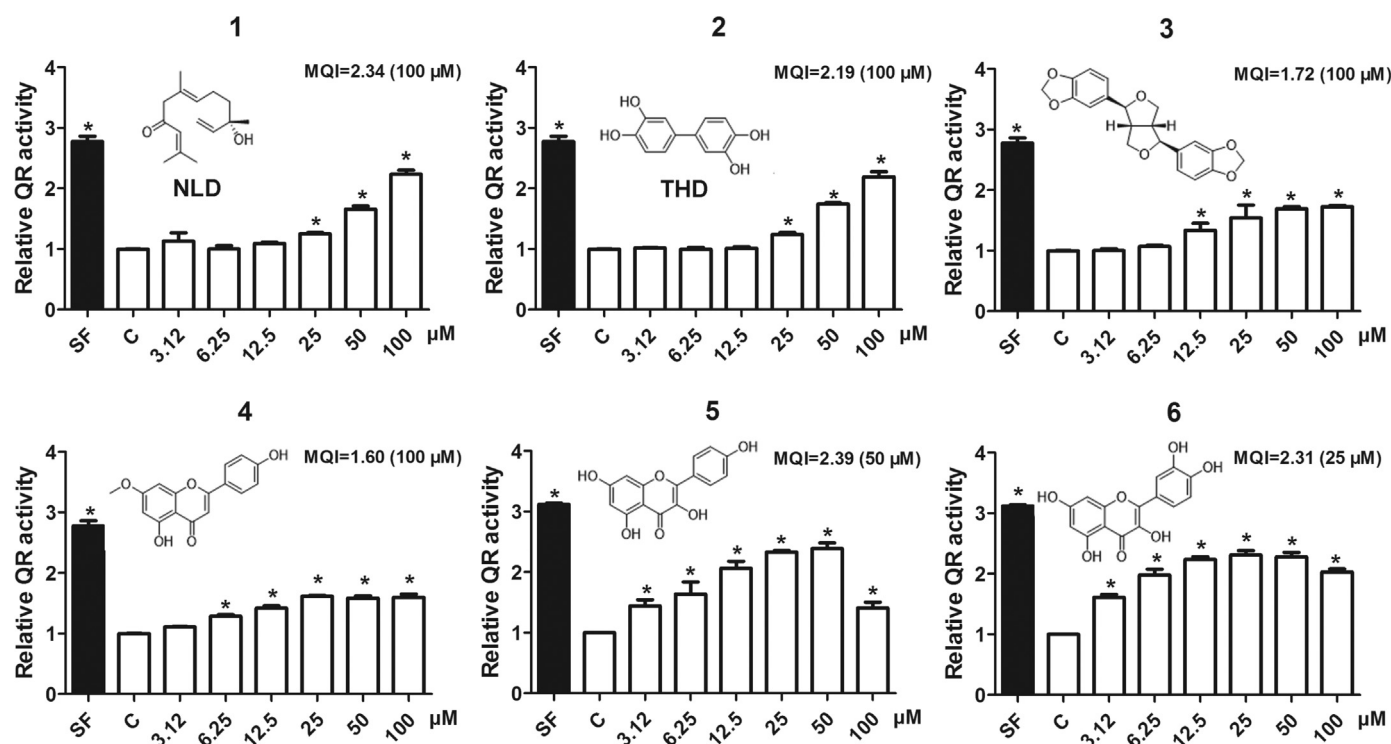 1
MQI=2.34 (100 µM)
Relative QR activity
4
3
2
1
0
*
*
*
*
O
OH
NLD
SF
C
3.12
6.25
12.5
25
50
100
µM
2
MQI=2.19 (100 µM)
Relative QR activity
4
3
2
1
0
*
*
*
*
HO
HO
OH
OH
THD
SF
C
3.12
6.25
12.5
25
50
100
µM
3
MQI=1.72 (100 µM)
Relative QR activity
4
3
2
1
0
*
*
*
*
*
O
O
O
H
H
O
O
O
SF
C
3.12
6.25
12.5
25
50
100
µM
4
MQI=1.60 (100 µM)
Relative QR activity
4
3
2
1
0
*
*
*
*
*
*
OH
O
O
OH
O
SF
C
3.12
6.25
12.5
25
50
100
µM
5
MQI=2.39 (50 µM)
Relative QR activity
4
3
2
1
0
*
*
*
*
*
*
*
OH
HO
O
OH
OH
O
SF
C
3.12
6.25
12.5
25
50
100
µM
6
MQI=2.31 (25 µM)
Relative QR activity
4
3
2
1
0
*
*
*
*
*
*
*
OH
OH
HO
O
OH
OH
O
SF
C
3.12
6.25
12.5
25
50
100
µM